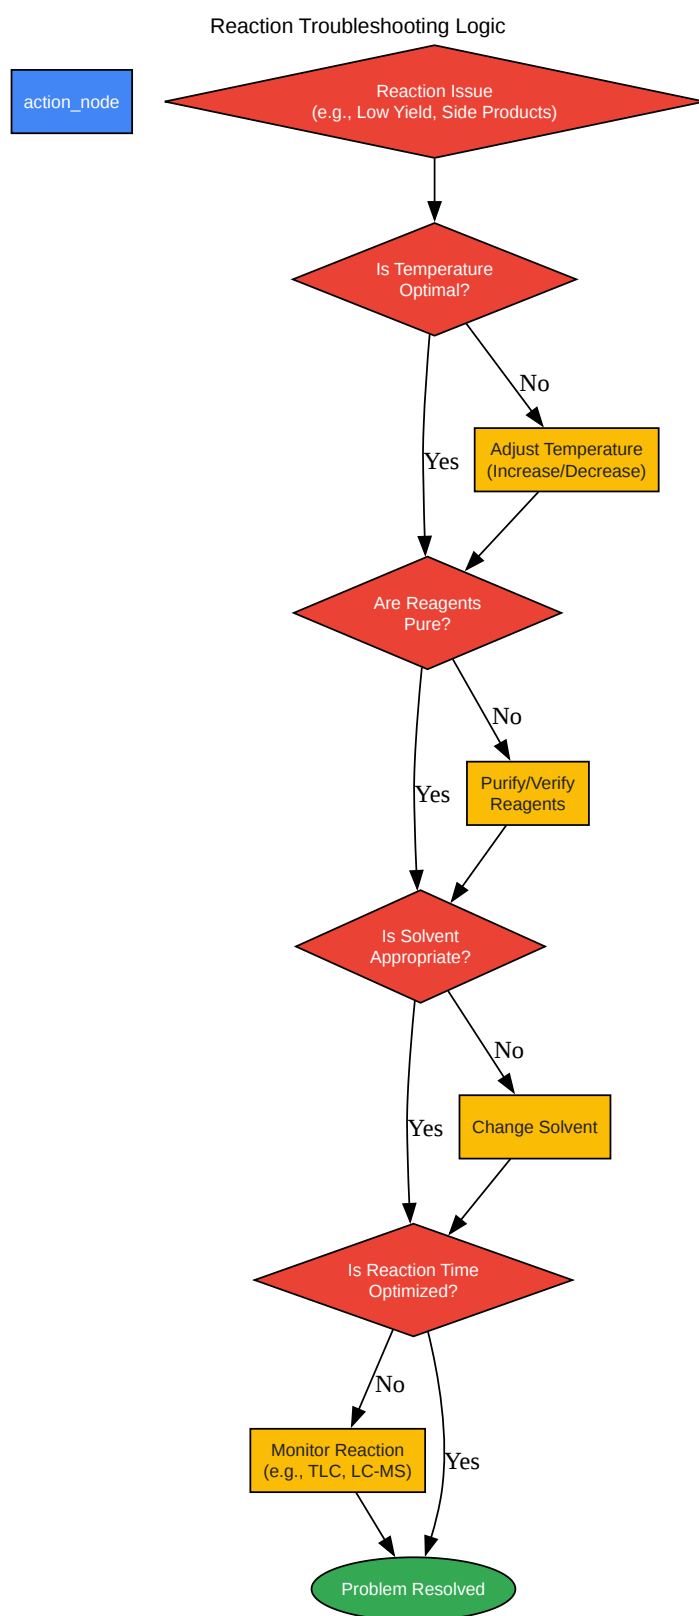 Reaction Troubleshooting Logic
action_node
Reaction Issue
(e.g., Low Yield, Side Products)
Is Temperature
Optimal?
No
Adjust Temperature
(Increase/Decrease)
Yes
Are Reagents
Pure?
No
Purify/Verify
Reagents
Yes
Is Solvent
Appropriate?
No
Change Solvent
Yes
Is Reaction Time
Optimized?
No
Monitor Reaction
(e.g., TLC, LC-MS)
Yes
Problem Resolved